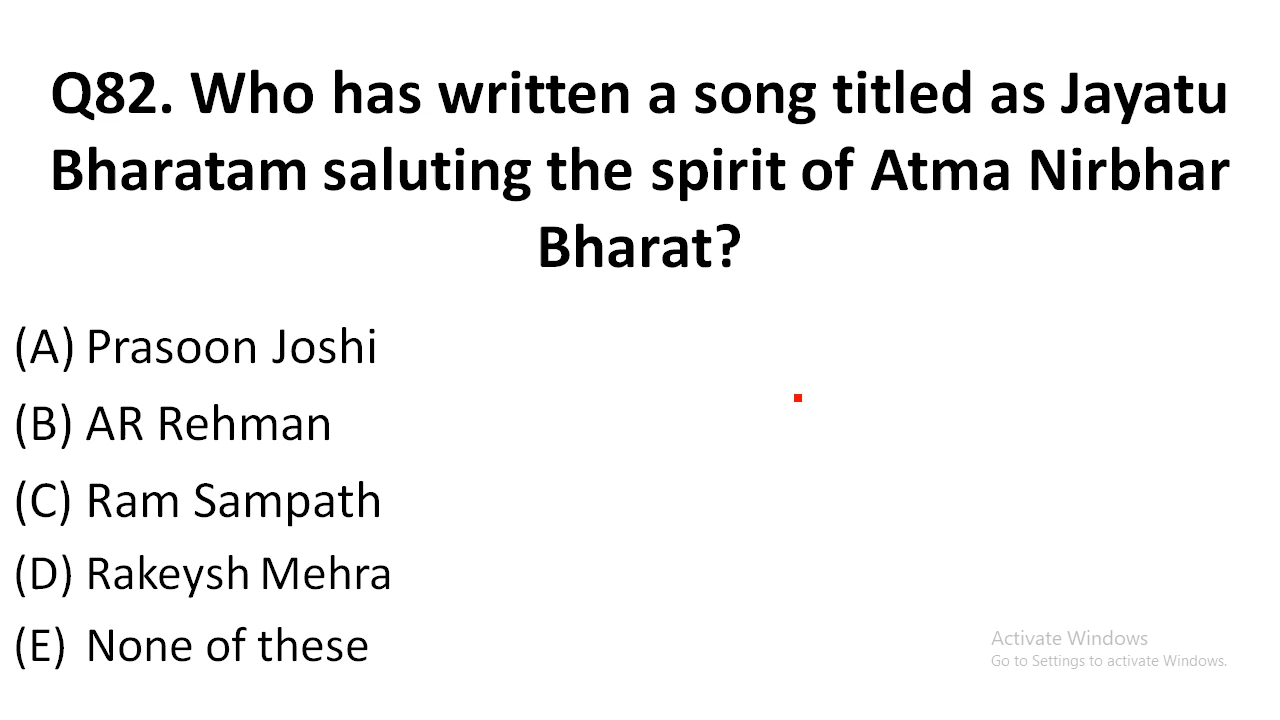 Q82. Who has written a song titled as Jayatu
Bharatam saluting the spirit of Atma Nirbhar
Bharat?
(A) Prasoon Joshi
(B) AR Rehman
(C) Ram Sampath
(D) Rakeysh Mehra
(E) None of these
Activate Windows
Go to Settings to activate Windows.